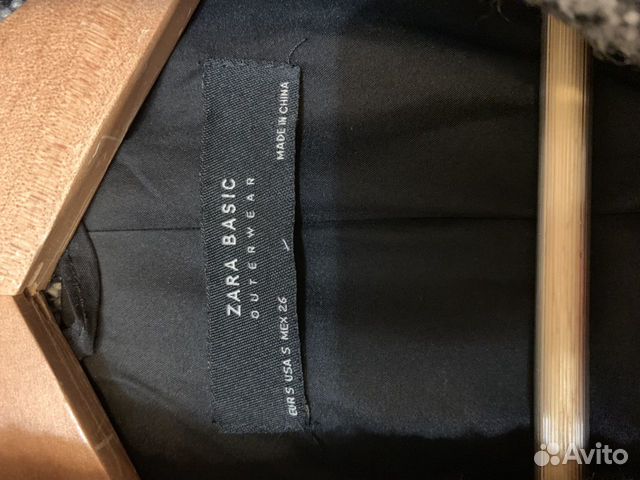 ZARA BASIC
OUTERWEAR
EUR S USA S MEX 26
MADE IN CHINA
Avito